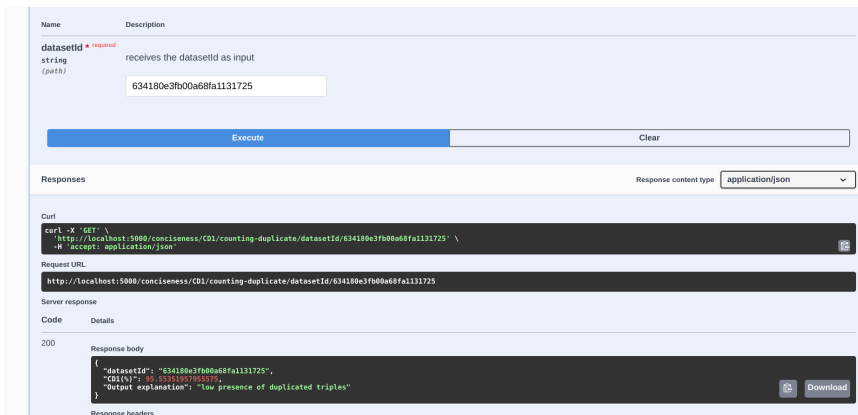 Name Description
datasetId * required
string
(path)
receives the datasetId as input
634180e3fb00a68fa1131725
Execute Clear
Responses Response content type application/json
Curl
curl -X 'GET' \
'http://localhost:5000/conciseness/CD1/counting-duplicate/datasetId/634180e3fb00a68fa1131725' \
-H 'accept: application/json'
Request URL
http://localhost:5000/conciseness/CD1/counting-duplicate/datasetId/634180e3fb00a68fa1131725
Server response
Code Details
200
Response body
{
"datasetId": "634180e3fb00a68fa1131725",
"CD1(%)": 95.55351957955575,
"Output explanation": "low presence of duplicated triples"
}
Download
Response headers